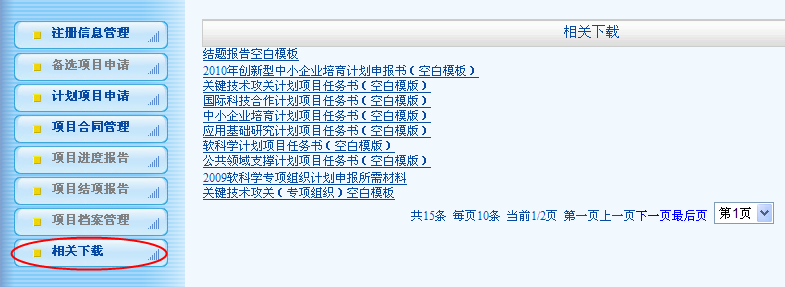 注册信息管理
备选项目申请
计划项目申请
项目合同管理
项目进度报告
项目结项报告
项目档案管理
相关下载
相关下载
结题报告空白模板
2010年创新型中小企业培育计划申报书（空白模板）
关键技术攻关计划项目任务书（空白模版）
国际科技合作计划项目任务书（空白模版）
中小企业培育计划项目任务书（空白模版）
应用基础研究计划项目任务书（空白模版）
软科学计划项目任务书（空白模版）
公共领域支撑计划项目任务书（空白模版）
2009软科学专项组织计划申报所需材料
关键技术攻关（专项组织）空白模板
共15条 每页10条 当前1/2页 第一页上一页下一页最后页 第1页